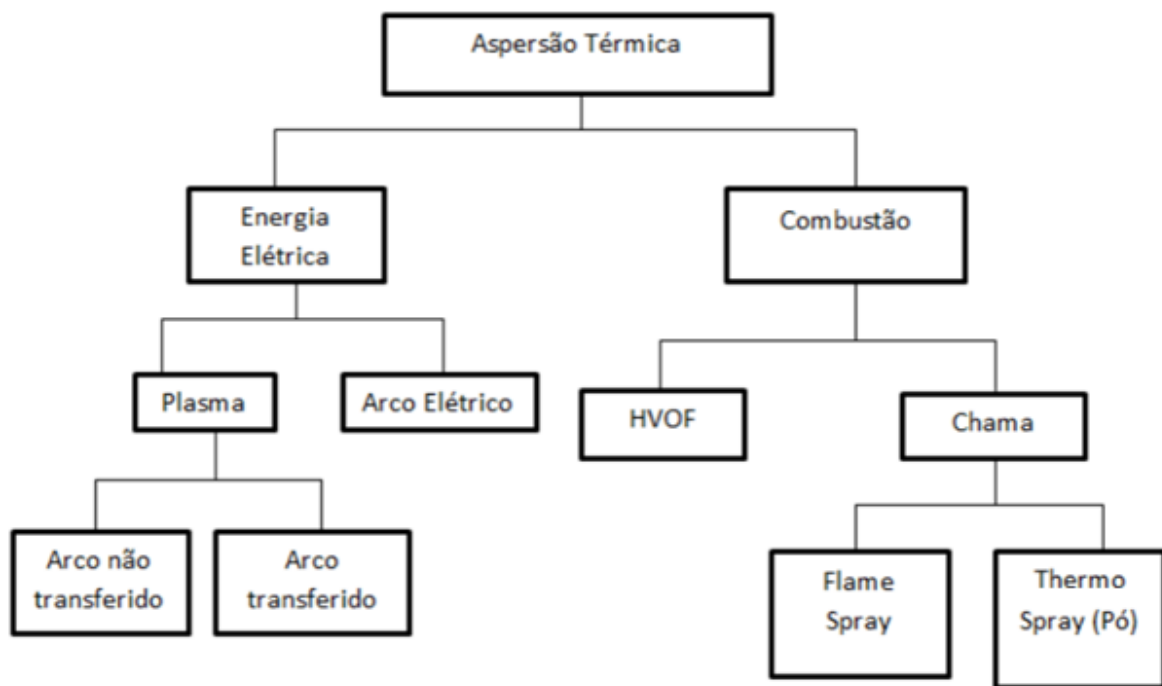 Aspersão Térmica
Energia
Elétrica
Combustão
Plasma
Arco Elétrico
HVOF
Chama
Arco não
transferido
Arco
transferido
Flame
Spray
Thermo
Spray (Pó)